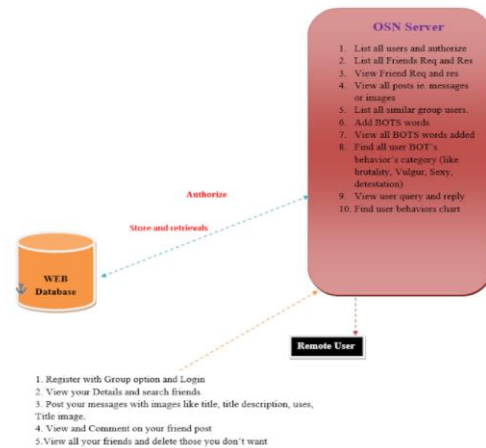 OSN Server
1. List all users and authorize
2. List all Friends Req and Res
3. View Friend Req and res
4. View all posts ie. messages
or images
5. List all similar group users.
6. Add BOTS words
7. View all BOTS words added
8. Find all user BOT's
behavior's category (like
brutality, Vulgur, Sexy,
detestation)
9. View user query and reply
10. Find user behaviors chart
Authorize
Store and retrievals
WEB
Database
Remote User
1. Register with Group option and Login
2. View your Details and search friends
3. Post your messages with images like title, title description, uses,
Title image.
4. View and Comment on your friend post
5.View all your friends and delete those you don't want